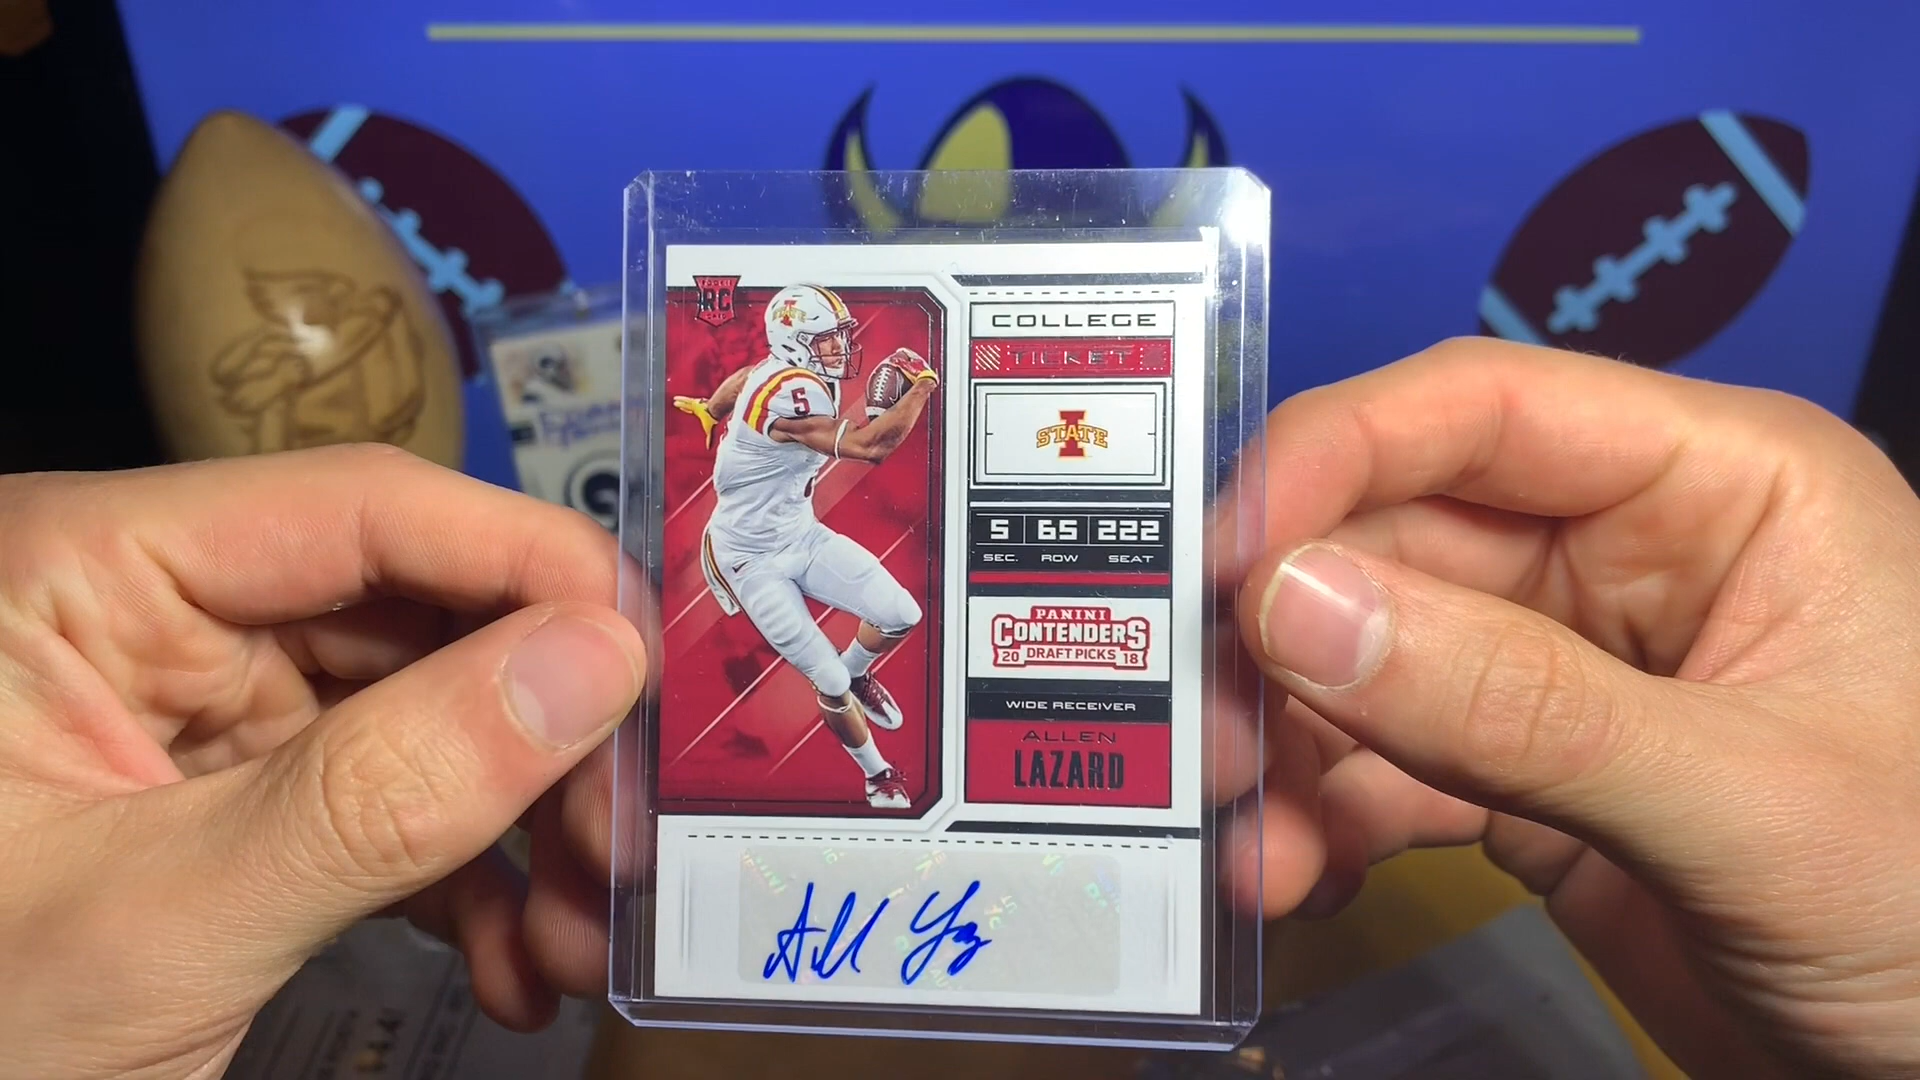 RC
STATE
5
COLLEGE
TICKET
STATE
5 65 222
SEC. ROW SEAT
PANINI
CONTENDERS
20 DRAFT PICKS 18
WIDE RECEIVER
ALLEN
LAZARD